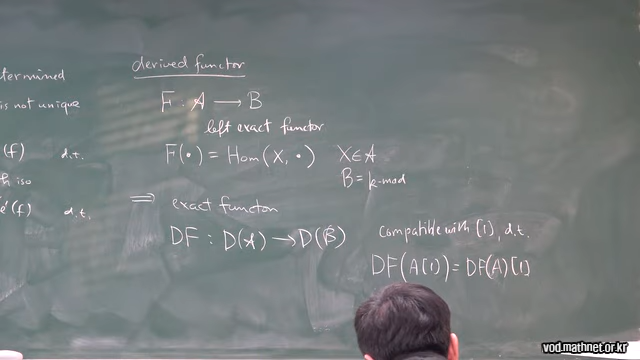 termined
is not unique
(f) d.t.
iso
(f) d.t.
derived functor
F : A → B
left exact functor
F(•) = Hom(X, •) X∈A
B = k-mod
⇒ exact functor
DF : D(A) → D(B)
compatible with [1], d.t.
DF(A[1]) = DF(A)[1]
vod.mathnet.or.kr